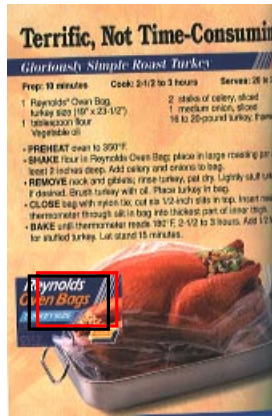 Terrific, Not Time-Consumin
Gloriously Simple Roast Turkey
Prep: 10 minutes Cook: 2-1/2 to 3 hours Serves: 20
1 Reynolds® Oven Bag,
turkey size (19" x 23-1/2")
1 tablespoon flour
Vegetable oil
2 stalks of celery, sliced
1 medium onion, sliced
16 to 20-pound turkey,
• PREHEAT oven to 350°F.
• SHAKE flour in Reynolds Oven Bag; place in large roasting
least 2 inches deep. Add celery and onions to bag.
• REMOVE neck and giblets; rinse turkey, pat dry. Lightly stuff
if desired. Brush turkey with oil. Place turkey in bag.
• CLOSE bag with nylon tie; cut six 1/2-inch slits in top. Insert
thermometer through slit in bag into thickest part of inner thigh.
• BAKE until thermometer reads 180°F, 2-1/2 to 3 hours. Add 1/2
for stuffed turkey. Let stand 15 minutes.
Reynolds
Oven Bags
TURKEY SIZE